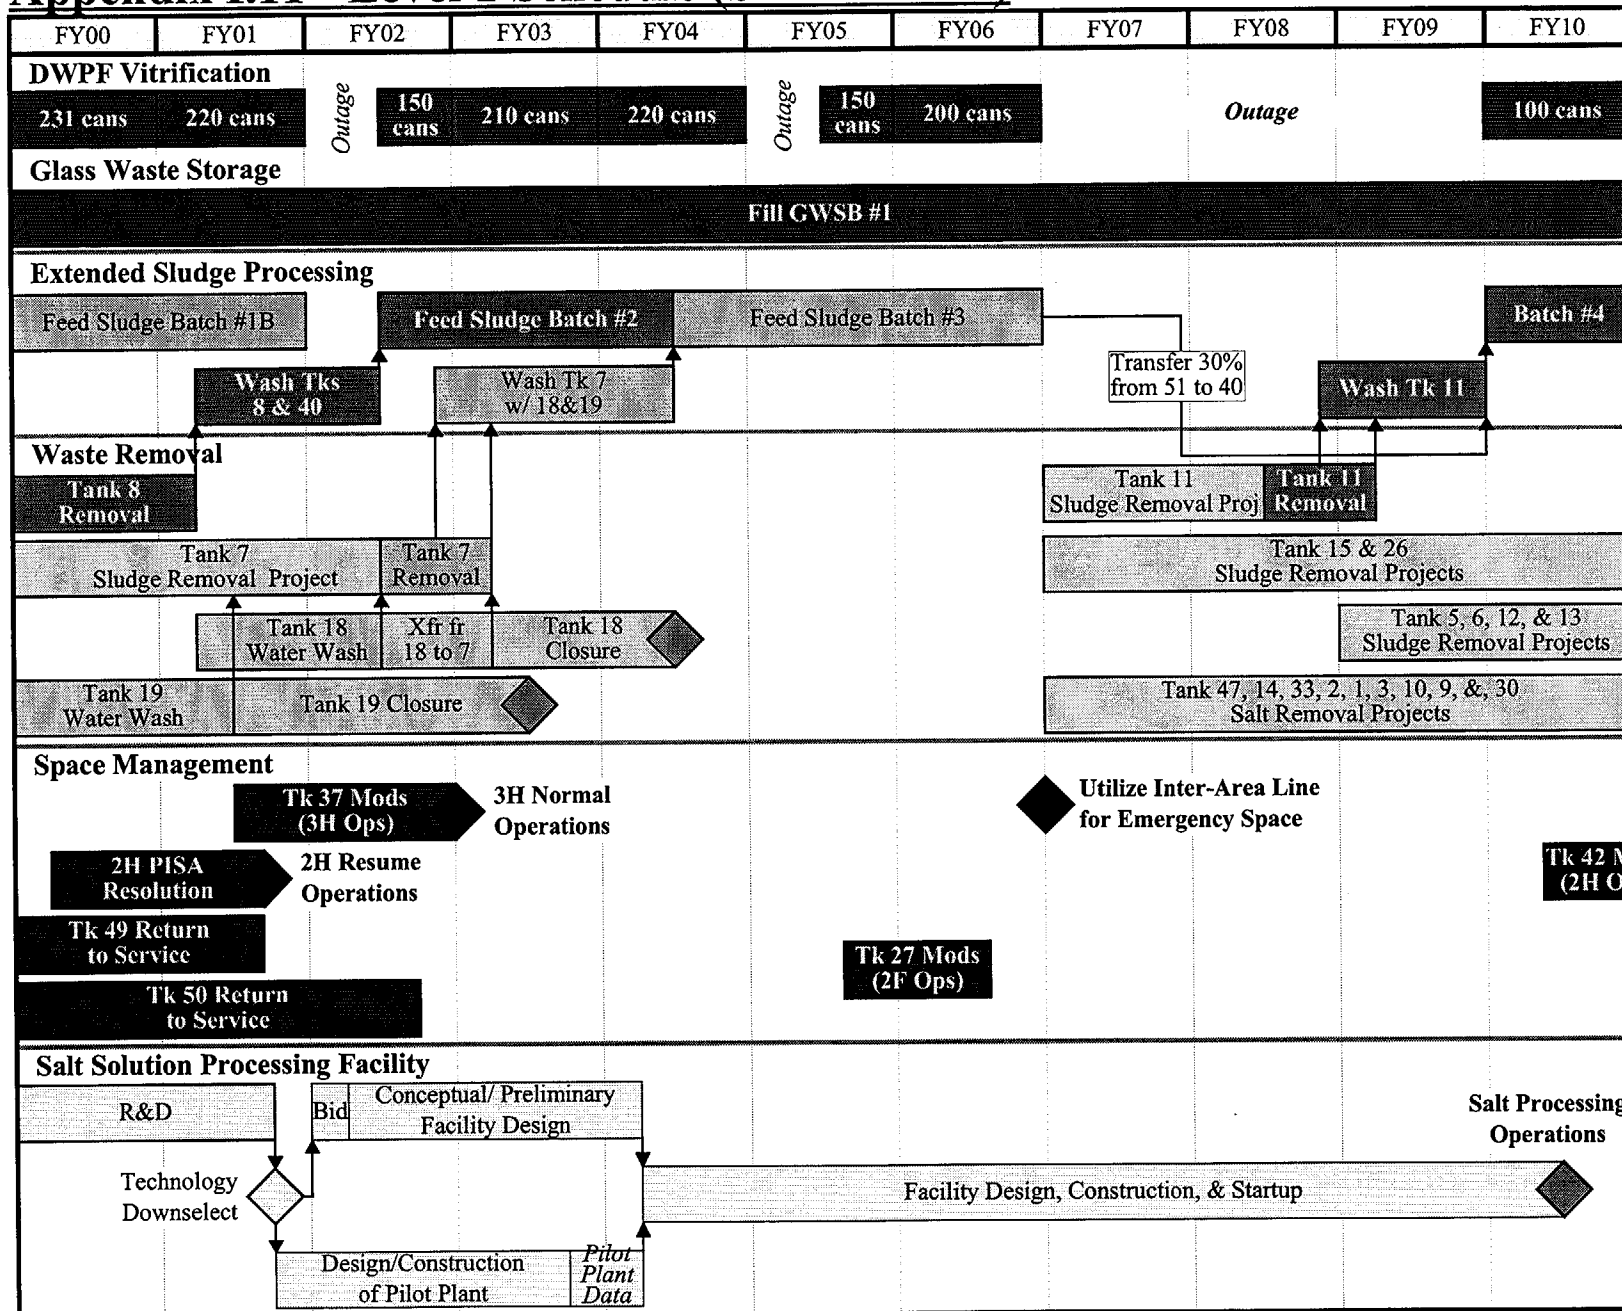 FY00 FY01 FY02 FY03 FY04 FY05 FY06 FY07 FY08 FY09 FY10
DWPF Vitrification
231 cans
220 cans
Outage
150
cans
210 cans
220 cans
Outage
150
cans
200 cans
Outage
100 cans
Glass Waste Storage
Fill GWSB #1
Extended Sludge Processing
Feed Sludge Batch #1B
Feed Sludge Batch #2
Feed Sludge Batch #3
Batch #4
Wash Tks
8 & 40
Wash Tk 7
w/ 18&19
Transfer 30%
from 51 to 40
Wash Tk 11
Waste Removal
Tank 8
Removal
Tank 11
Sludge Removal Proj
Tank 11
Removal
Tank 7
Sludge Removal Project
Tank 7
Removal
Tank 15 & 26
Sludge Removal Projects
Tank 18
Water Wash
Xfr fr
18 to 7
Tank 18
Closure
Tank 5, 6, 12, & 13
Sludge Removal Projects
Tank 19
Water Wash
Tank 19 Closure
Tank 47, 14, 33, 2, 1, 3, 10, 9, &, 30
Salt Removal Projects
Space Management
Tk 37 Mods
(3H Ops)
3H Normal
Operations
Utilize Inter-Area Line
for Emergency Space
2H PISA
Resolution
2H Resume
Operations
Tk 42 M
(2H O
Tk 49 Return
to Service
Tk 27 Mods
(2F Ops)
Tk 50 Return
to Service
Salt Solution Processing Facility
R&D
Bid
Conceptual/ Preliminary
Facility Design
Salt Processing
Operations
Technology
Downselect
Facility Design, Construction, & Startup
Design/Construction
of Pilot Plant
Pilot
Plant
Data